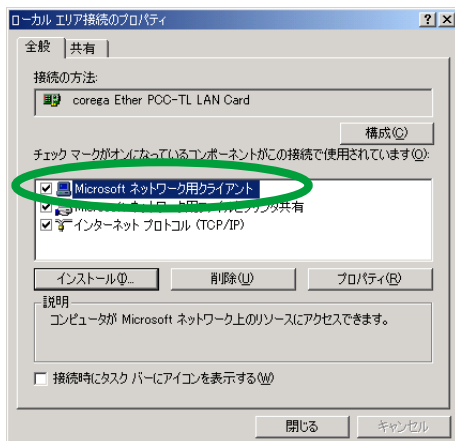 ローカル エリア接続のプロパティ
全般 共有
接続の方法:
corega Ether PCC-TL LAN Card
構成(C)
チェック マークがオンになっているコンポーネントがこの接続で使用されています(O):
Microsoft ネットワーク用クライアント
Microsoft ネットワーク用ファイルとプリンタ共有
インターネット プロトコル (TCP/IP)
インストール(I)... 削除(U) プロパティ(R)
説明
コンピュータが Microsoft ネットワーク上のリソースにアクセスできます。
接続時にタスク バーにアイコンを表示する(W)
閉じる キャンセル